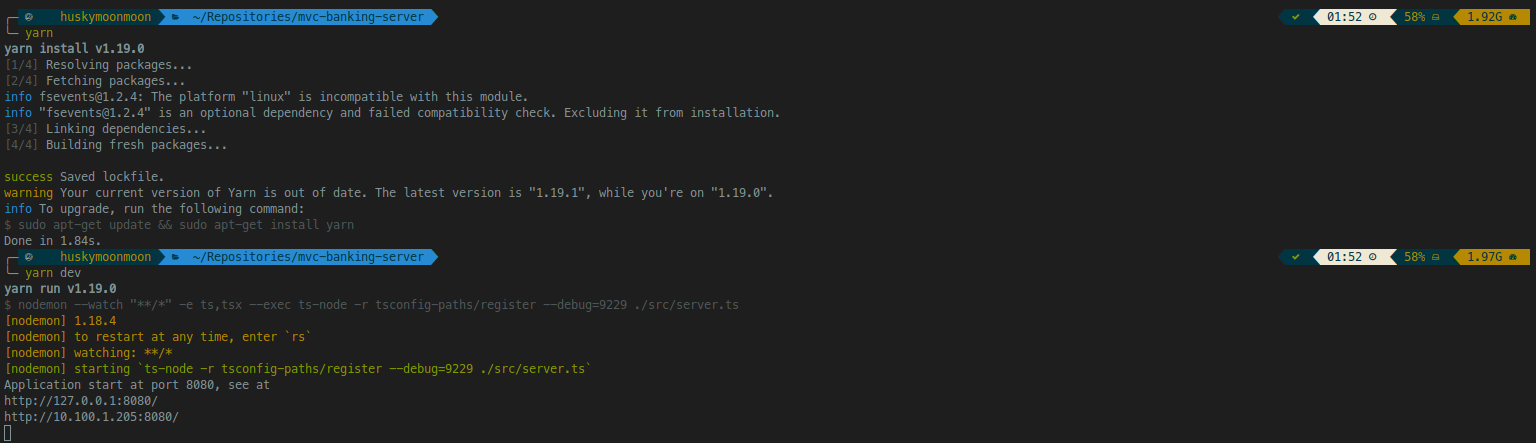 huskymoonmoon ~/Repositories/mvc-banking-server ✔ 01:52 58% 1.92G
yarn
yarn install v1.19.0
[1/4] Resolving packages...
[2/4] Fetching packages...
info fsevents@1.2.4: The platform "linux" is incompatible with this module.
info "fsevents@1.2.4" is an optional dependency and failed compatibility check. Excluding it from installation.
[3/4] Linking dependencies...
[4/4] Building fresh packages...
success Saved lockfile.
warning Your current version of Yarn is out of date. The latest version is "1.19.1", while you're on "1.19.0".
info To upgrade, run the following command:
$ sudo apt-get update && sudo apt-get install yarn
Done in 1.84s.
huskymoonmoon ~/Repositories/mvc-banking-server ✔ 01:52 58% 1.97G
yarn dev
yarn run v1.19.0
$ nodemon --watch "**/*" -e ts,tsx --exec ts-node -r tsconfig-paths/register --debug=9229 ./src/server.ts
[nodemon] 1.18.4
[nodemon] to restart at any time, enter `rs`
[nodemon] watching: **/*
[nodemon] starting `ts-node -r tsconfig-paths/register --debug=9229 ./src/server.ts`
Application start at port 8080, see at
http://127.0.0.1:8080/
http://10.100.1.205:8080/